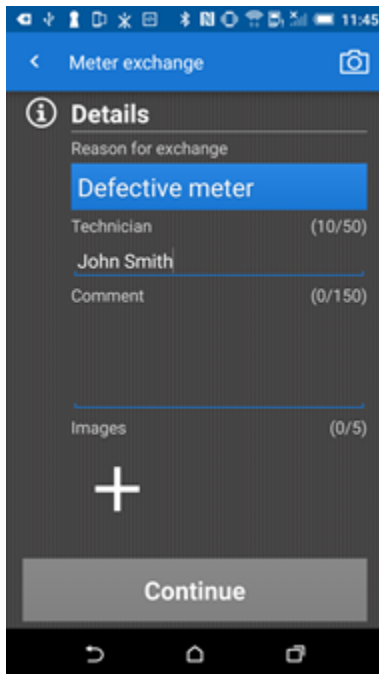 11:45
Meter exchange
Details
Reason for exchange
Defective meter
Technician (10/50)
John Smith
Comment (0/150)
Images (0/5)
Continue